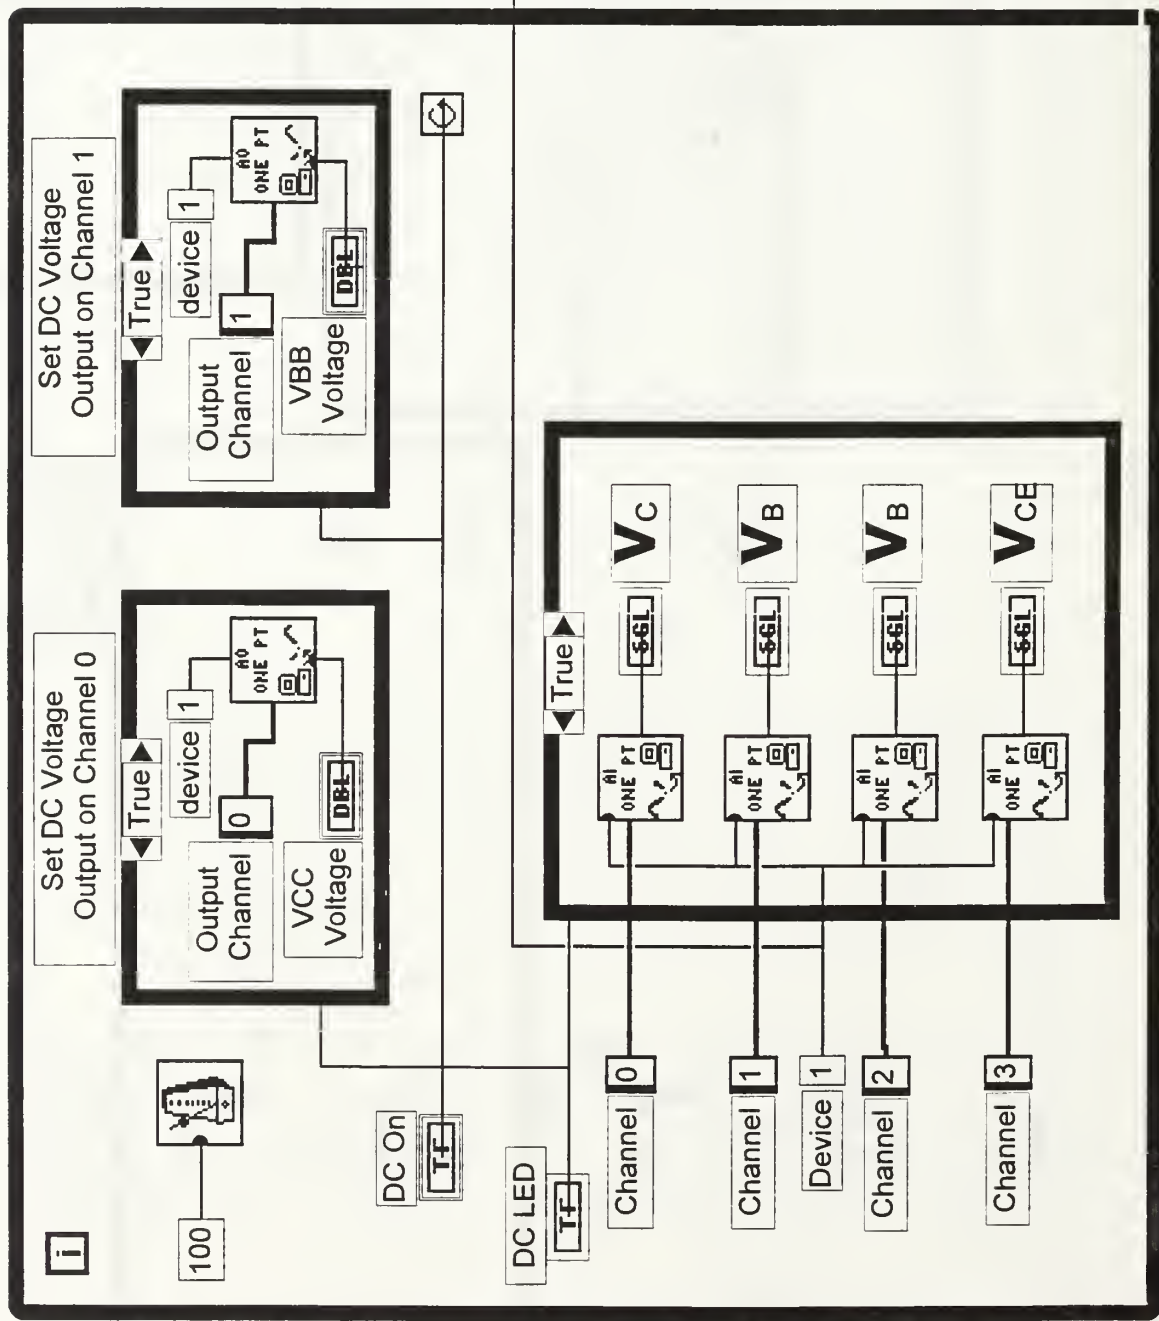 i
100
Set DC Voltage
Output on Channel 0
True
device 1
AO
ONE PT
Output
Channel
0
VCC
Voltage
DBL
Set DC Voltage
Output on Channel 1
True
device 1
AO
ONE PT
Output
Channel
1
VBB
Voltage
DBL
DC On
TF
DC LED
TF
True
Channel 0
AI
ONE PT
SGL
VC
Channel 1
AI
ONE PT
SGL
VB
Device 1
Channel 2
AI
ONE PT
SGL
VB
Channel 3
AI
ONE PT
SGL
VCE